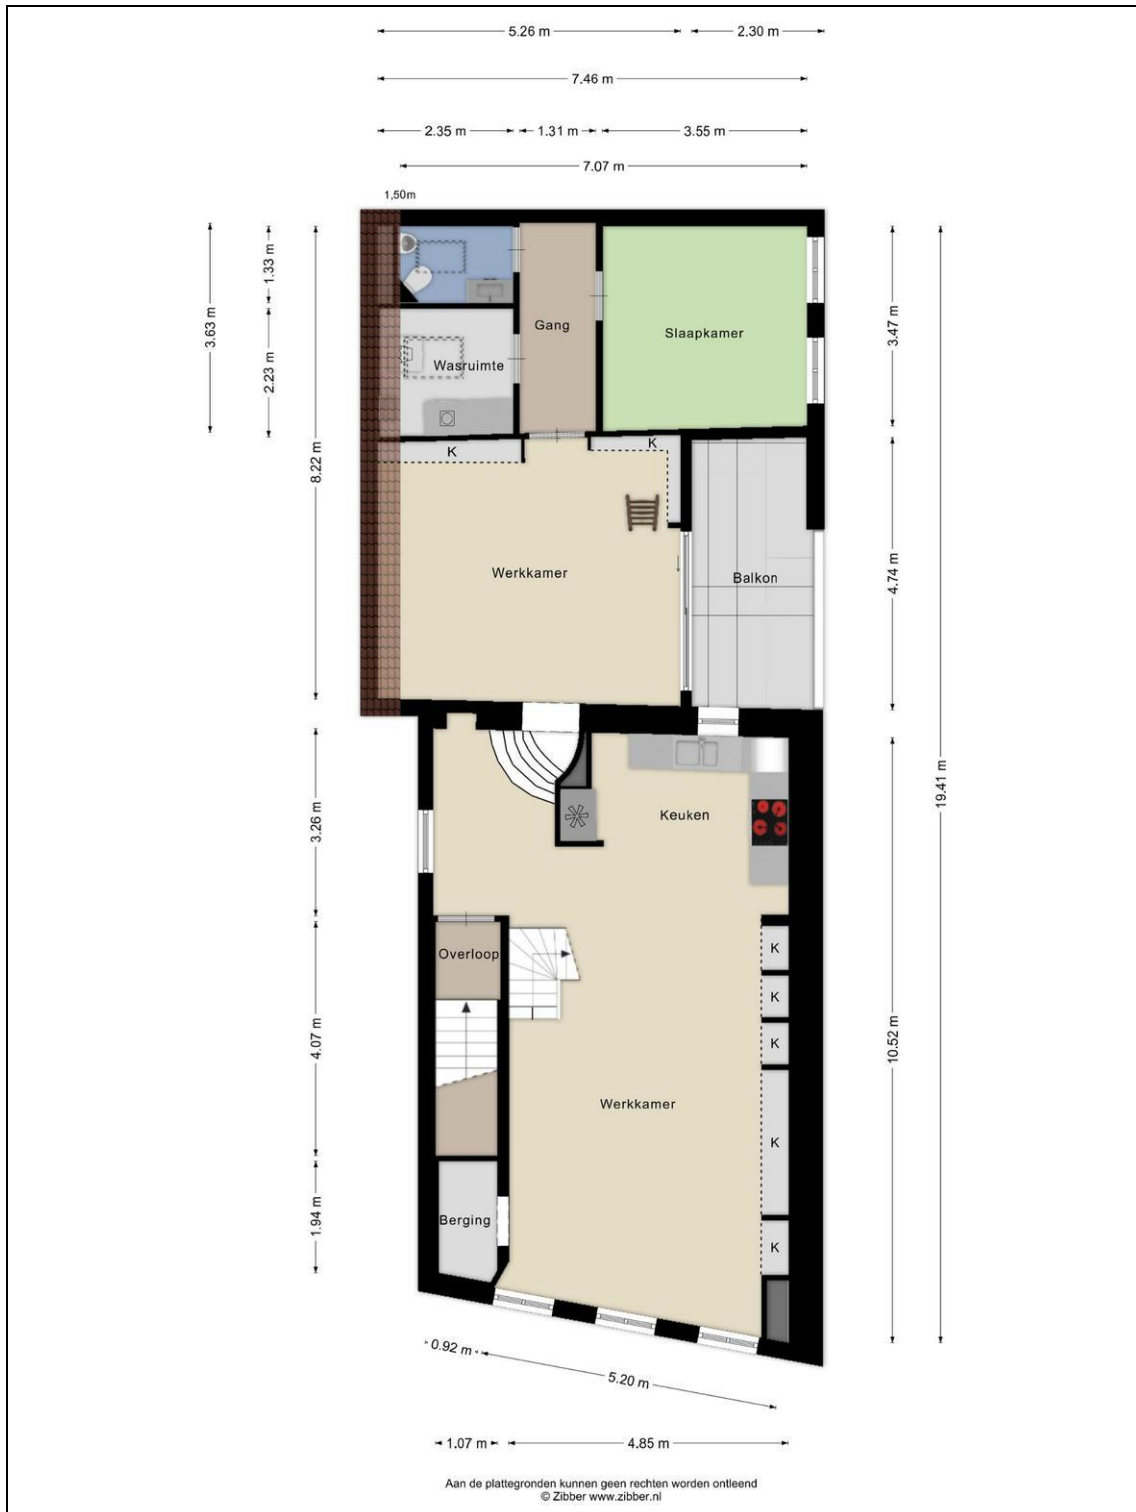 5.26 m
2.30 m
7.46 m
2.35 m
1.31 m
3.55 m
7.07 m
1,50m
3.63 m
1.33 m
2.23 m
8.22 m
3.47 m
Gang
Slaapkamer
Wasruimte
K
K
Werkkamer
Balkon
4.74 m
19.41 m
3.26 m
Keuken
Overloop
K
K
K
4.07 m
10.52 m
Werkkamer
K
Berging
1.94 m
K
0.92 m
5.20 m
1.07 m
4.85 m
Aan de plattegronden kunnen geen rechten worden ontleend
© Zibber www.zibber.nl